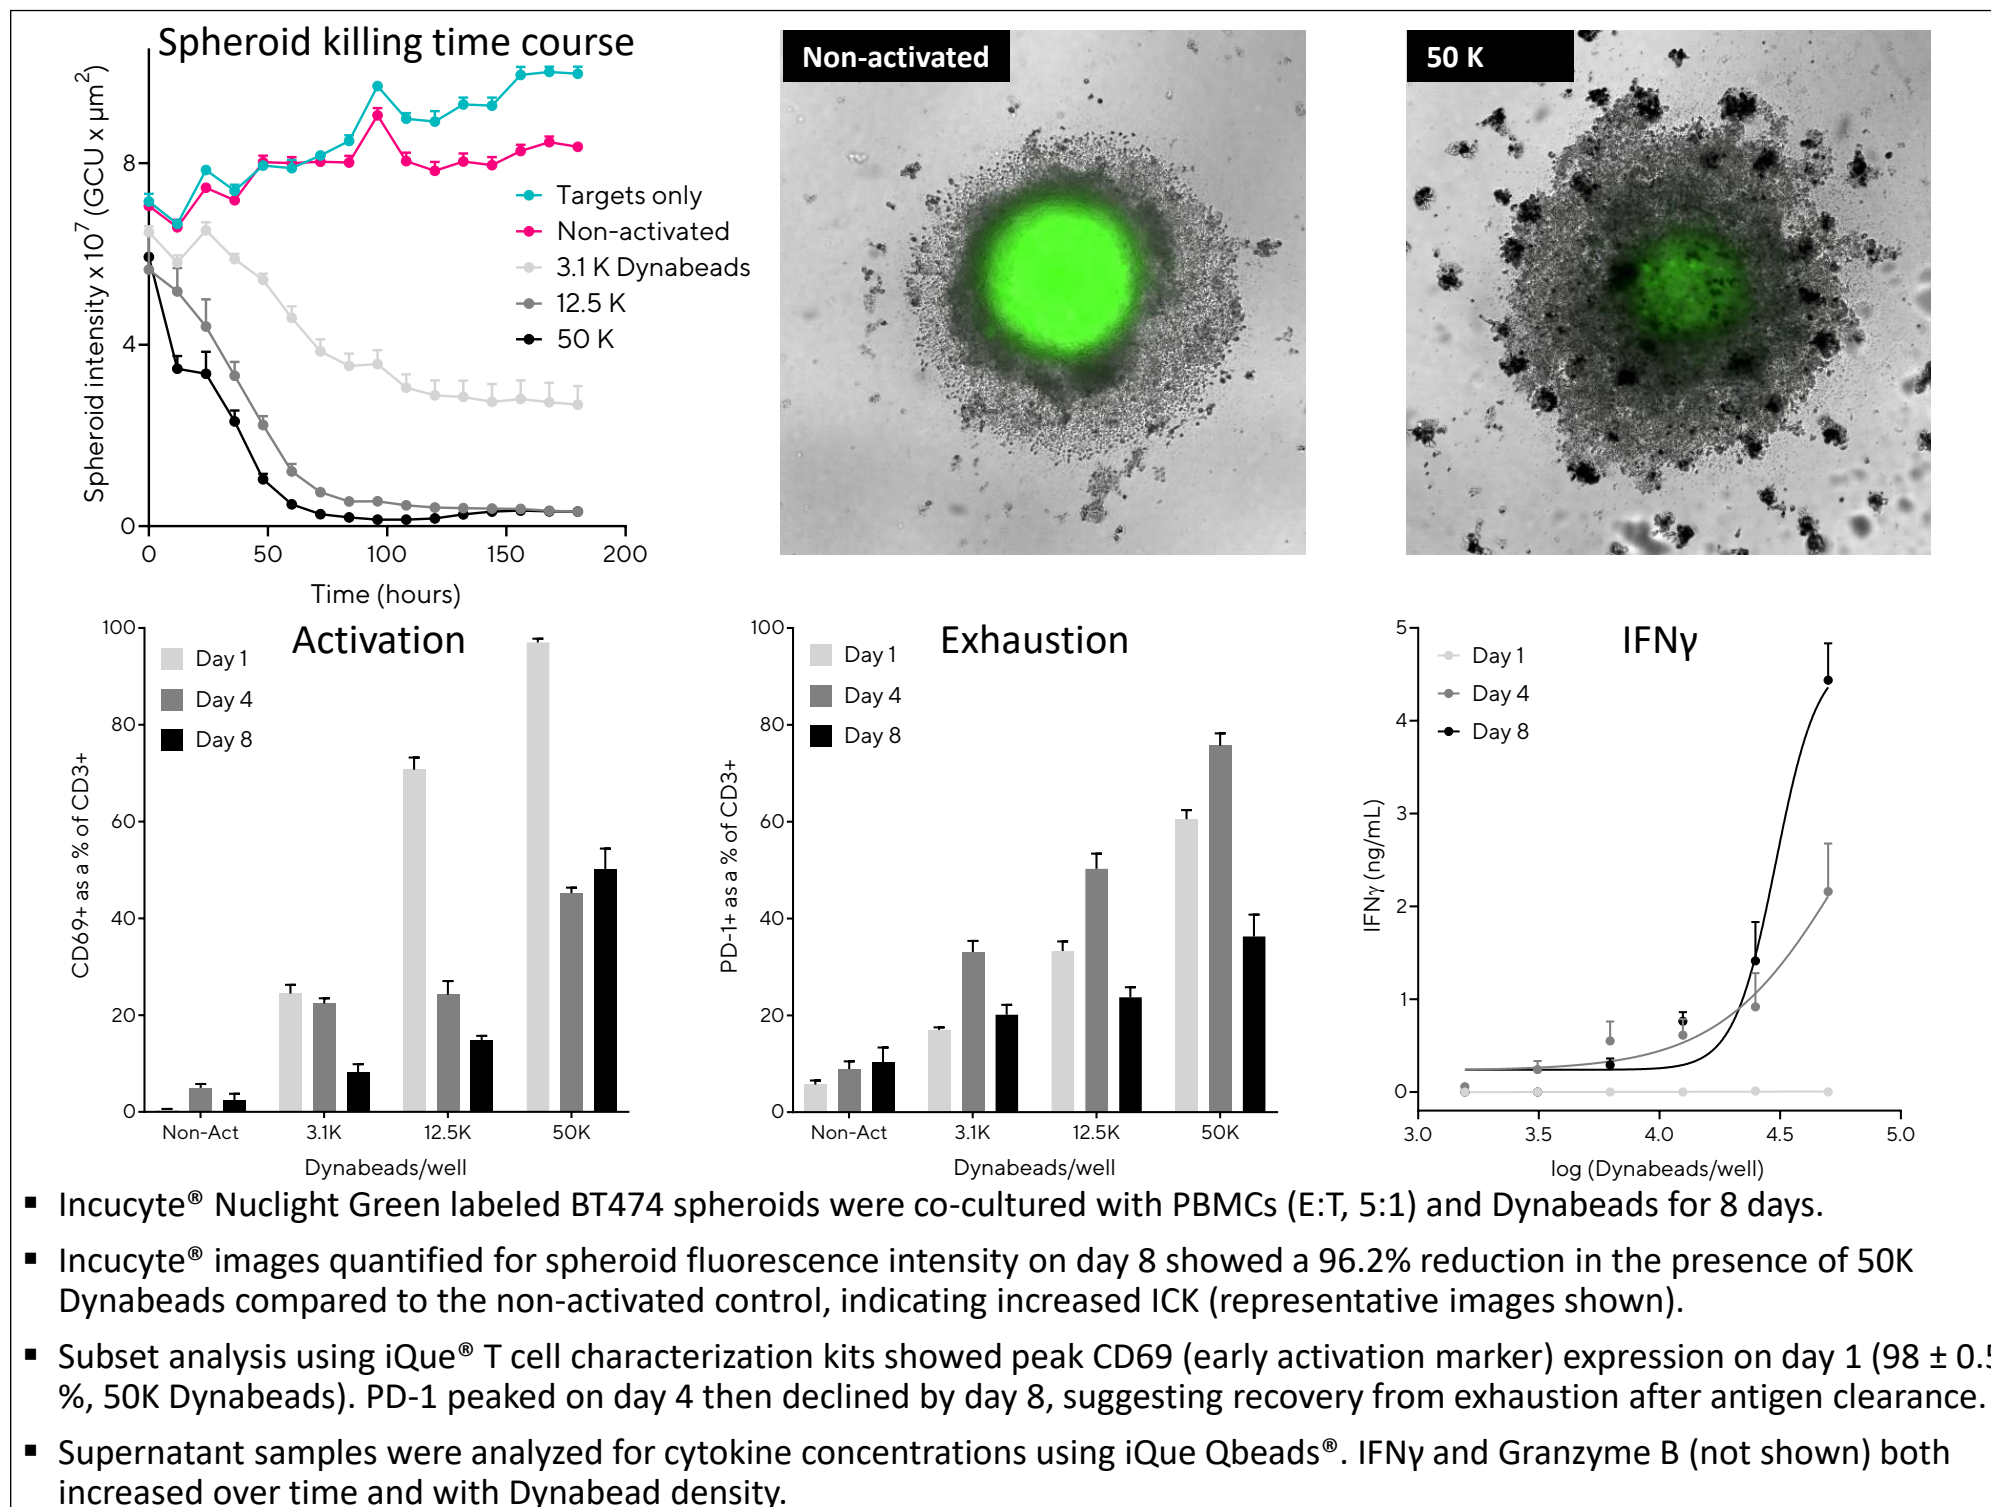 Spheroid killing time course
Spheroid intensity x 10⁷ (GCU x µm²)
8
4
0
0 50 100 150 200
Time (hours)
Targets only
Non-activated
3.1 K Dynabeads
12.5 K
50 K
Non-activated
50 K
Activation
CD69+ as a % of CD3+
100
80
60
40
20
0
Day 1
Day 4
Day 8
Non-Act 3.1K 12.5K 50K
Dynabeads/well
Exhaustion
PD-1+ as a % of CD3+
100
80
60
40
20
0
Day 1
Day 4
Day 8
Non-Act 3.1K 12.5K 50K
Dynabeads/well
IFNγ
IFNγ (ng/mL)
5
4
3
2
1
0
Day 1
Day 4
Day 8
3.0 3.5 4.0 4.5 5.0
log (Dynabeads/well)
▪ Incucyte® Nuclight Green labeled BT474 spheroids were co-cultured with PBMCs (E:T, 5:1) and Dynabeads for 8 days.
▪ Incucyte® images quantified for spheroid fluorescence intensity on day 8 showed a 96.2% reduction in the presence of 50K
Dynabeads compared to the non-activated control, indicating increased ICK (representative images shown).
▪ Subset analysis using iQue® T cell characterization kits showed peak CD69 (early activation marker) expression on day 1 (98 ± 0.5
%, 50K Dynabeads). PD-1 peaked on day 4 then declined by day 8, suggesting recovery from exhaustion after antigen clearance.
▪ Supernatant samples were analyzed for cytokine concentrations using iQue Qbeads®. IFNγ and Granzyme B (not shown) both
increased over time and with Dynabead density.